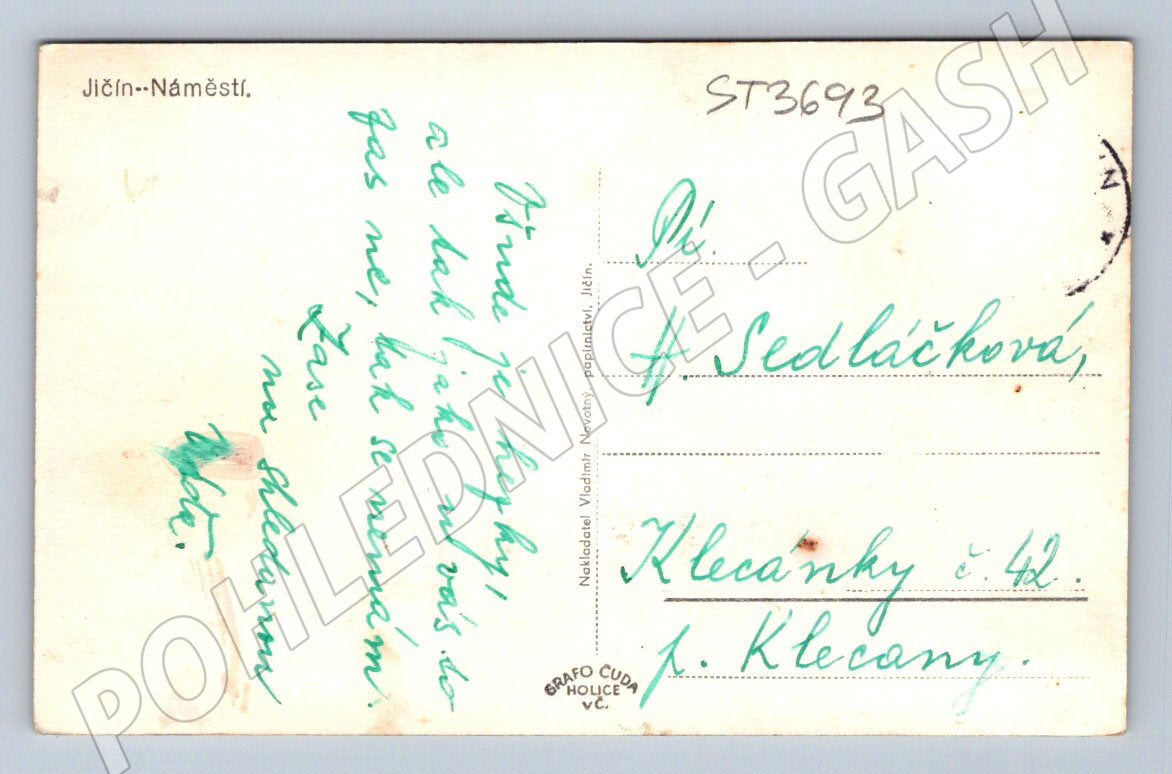 Jičín--Náměstí.
ST3693
Všude je hezky,
ale tak jako u vás to
zas ne, tak se nemám.
Zase
na shledanou
Nakladatel Vladimír Novotný, papírnictví, Jičín.
GRAFO ČUDA
HOLICE
VČ.
Pí.
A. Sedláčková,
Klecánky č. 42.
p. Klecany.
POHLEDNICE - GASH